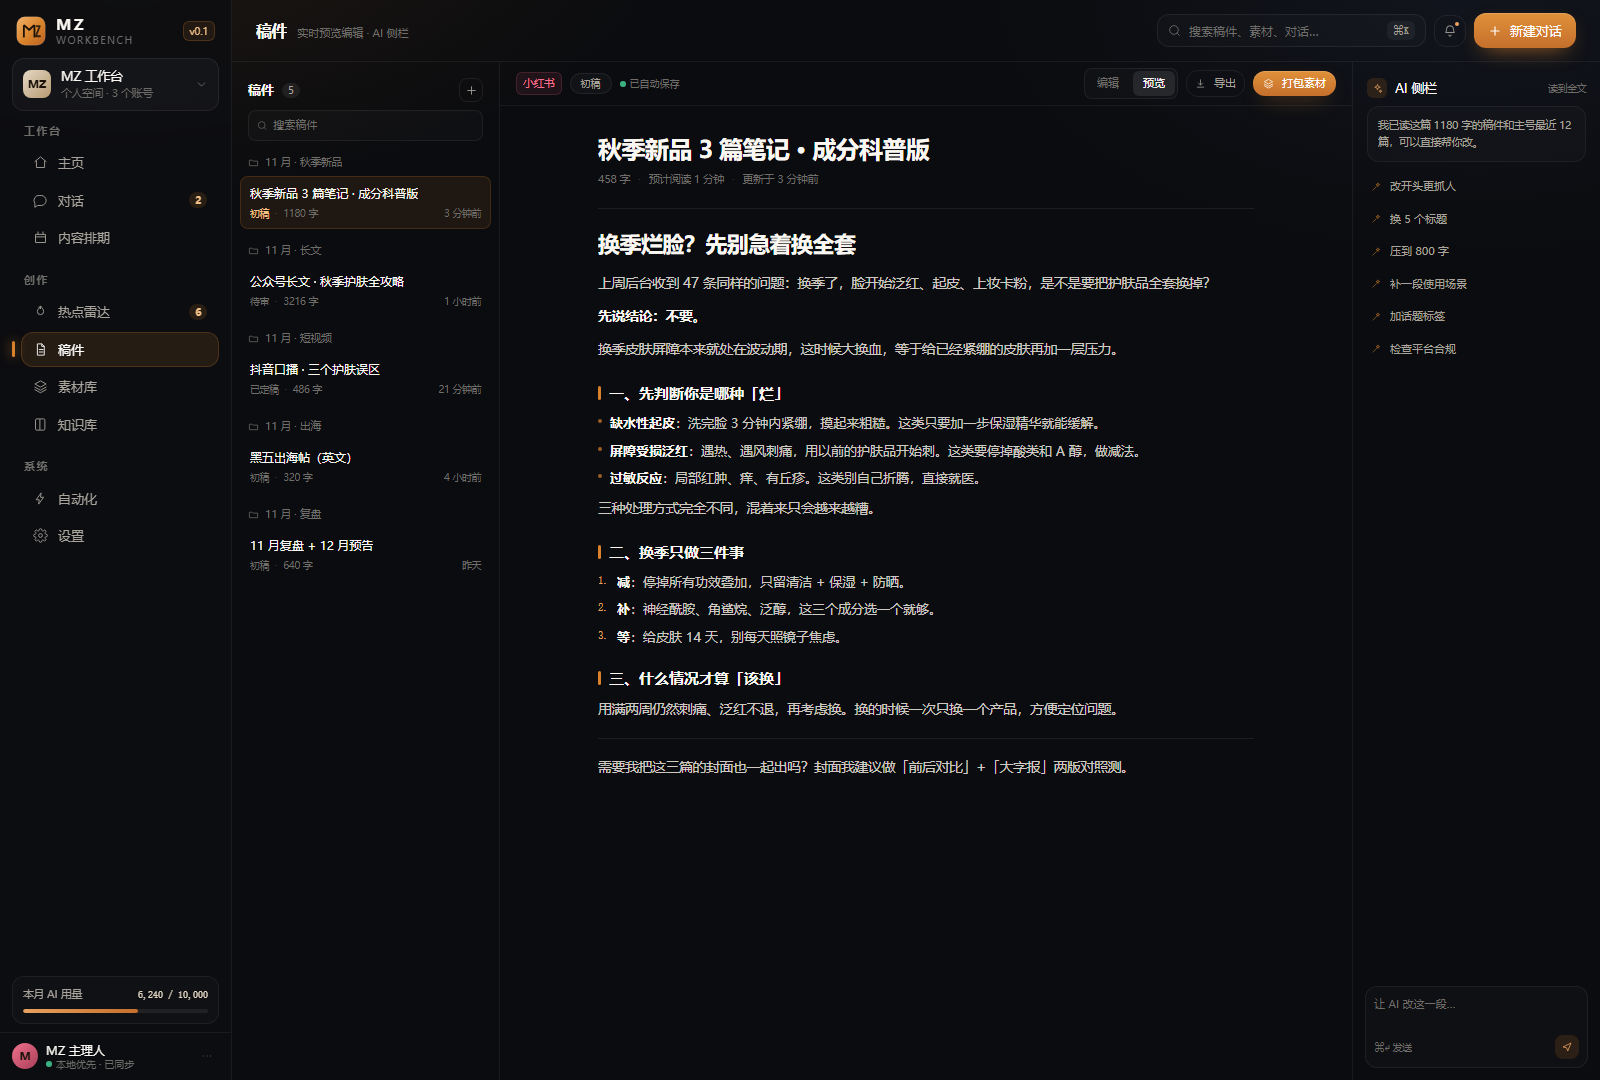 MZ
WORKBENCH
v0.1
MZ
MZ 工作台
个人空间 · 3 个账号
工作台
主页
对话
2
内容排期
创作
热点雷达
6
稿件
素材库
知识库
系统
自动化
设置
本月 AI 用量
6,240 / 10,000
M
MZ 主理人
本地优先 · 已同步
稿件
实时预览编辑 · AI 侧栏
搜索稿件、素材、对话...
⌘K
+ 新建对话
稿件
5
+
搜索稿件
11 月 · 秋季新品
秋季新品 3 篇笔记 · 成分科普版
初稿 · 1180 字
3 分钟前
11 月 · 长文
公众号长文 · 秋季护肤全攻略
待审 · 3216 字
1 小时前
11 月 · 短视频
抖音口播 · 三个护肤误区
已定稿 · 486 字
21 分钟前
11 月 · 出海
黑五出海帖（英文）
初稿 · 320 字
4 小时前
11 月 · 复盘
11 月复盘 + 12 月预告
初稿 · 640 字
昨天
小红书
初稿
已自动保存
编辑
预览
导出
打包素材
秋季新品 3 篇笔记 · 成分科普版
458 字 · 预计阅读 1 分钟 · 更新于 3 分钟前
换季烂脸？先别急着换全套
上周后台收到 47 条同样的问题：换季了，脸开始泛红、起皮、上妆卡粉，是不是要把护肤品全套换掉？
先说结论：不要。
换季皮肤屏障本来就处在波动期，这时候大换血，等于给已经紧绷的皮肤再加一层压力。
一、先判断你是哪种「烂」
• 缺水性起皮：洗完脸 3 分钟内紧绷，摸起来粗糙。这类只要加一步保湿精华就能缓解。
• 屏障受损泛红：遇热、遇风刺痛，用以前的护肤品开始刺。这类要停掉酸类和 A 醇，做减法。
• 过敏反应：局部红肿、痒、有丘疹。这类别自己折腾，直接就医。
三种处理方式完全不同，混着来只会越来越糟。
二、换季只做三件事
1. 减：停掉所有功效叠加，只留清洁 + 保湿 + 防晒。
2. 补：神经酰胺、角鲨烷、泛醇，这三个成分选一个就够。
3. 等：给皮肤 14 天，别每天照镜子焦虑。
三、什么情况才算「该换」
用满两周仍然刺痛、泛红不退，再考虑换。换的时候一次只换一个产品，方便定位问题。
需要我把这三篇的封面也一起出吗？封面我建议做「前后对比」+「大字报」两版对照测。
AI 侧栏
读到全文
我已读这篇 1180 字的稿件和主号最近 12
篇，可以直接帮你改。
改开头更抓人
换 5 个标题
压到 800 字
补一段使用场景
加话题标签
检查平台合规
让 AI 改这一段...
⌘↵ 发送